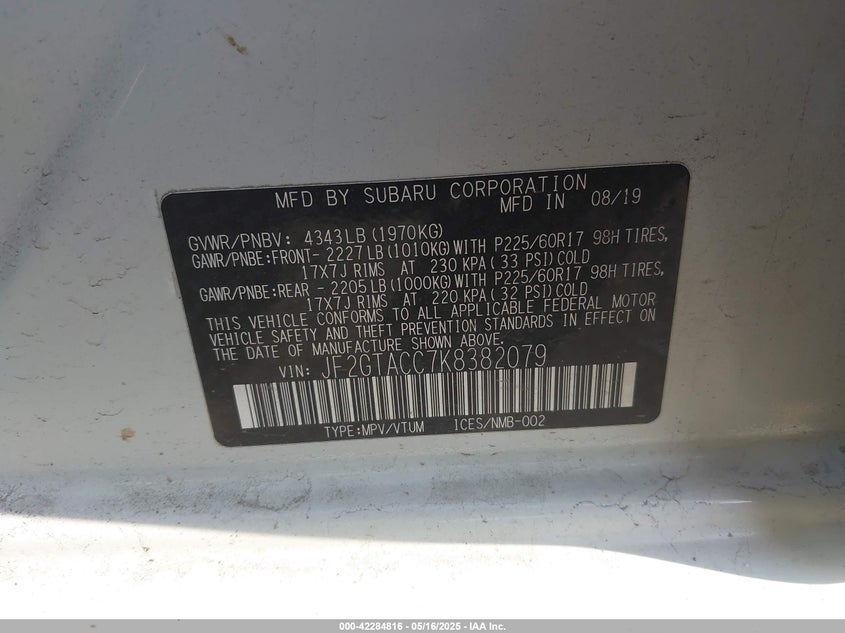 MFD BY SUBARU CORPORATION
MFD IN 08/19
GVWR/PNBV: 4343LB(1970KG)
GAWR/PNBE:FRONT- 2227LB(1010KG)WITH P225/60R17 98H TIRES,
17X7J RIMS AT 230 KPA( 33 PSI)COLD
GAWR/PNBE:REAR - 2205LB(1000KG)WITH P225/60R17 98H TIRES,
17X7J RIMS AT 220 KPA( 32 PSI)COLD
THIS VEHICLE CONFORMS TO ALL APPLICABLE FEDERAL MOTOR
VEHICLE SAFETY AND THEFT PREVENTION STANDARDS IN EFFECT ON
THE DATE OF MANUFACTURE SHOWN ABOVE.
VIN: JF2GTACC7K8382079
TYPE:MPV/VTUM ICES/NMB-002
000-42284816 - 05/16/2025 - IAA Inc.